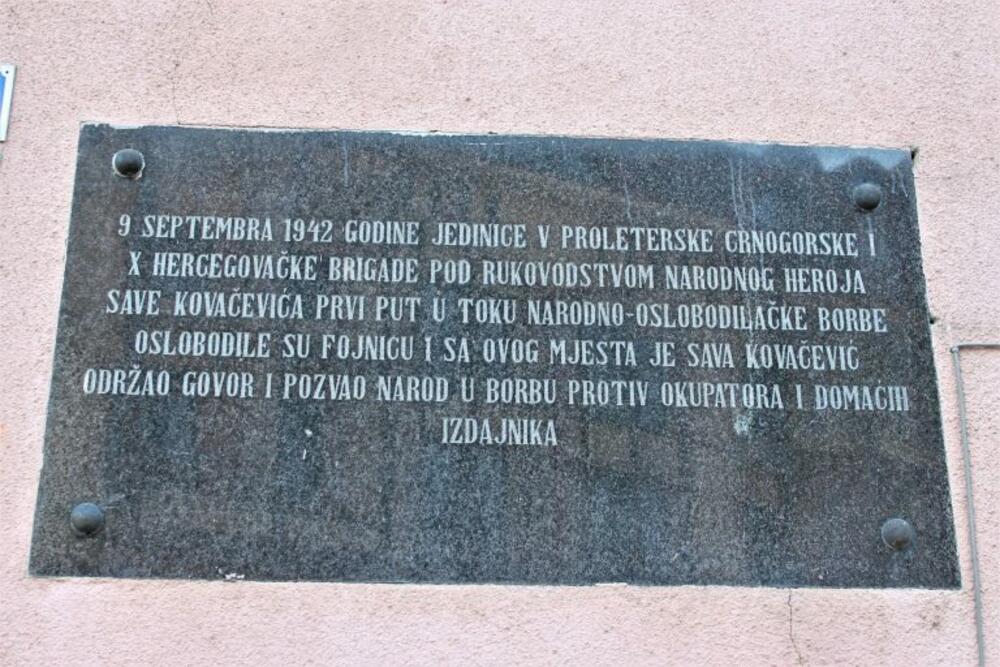 9 SEPTEMBRA 1942 GODINE JEDINICE V PROLETERSKE CRNOGORSKE I
X HERCEGOVAČKE BRIGADE POD RUKOVODSTVOM NARODNOG HEROJA
SAVE KOVAČEVIĆA PRVI PUT U TOKU NARODNO-OSLOBODILAČKE BORBE
OSLOBODILE SU FOJNICU I SA OVOG MJESTA JE SAVA KOVAČEVIĆ
ODRŽAO GOVOR I POZVAO NAROD U BORBU PROTIV OKUPATORA I DOMAĆIH
IZDAJNIKA